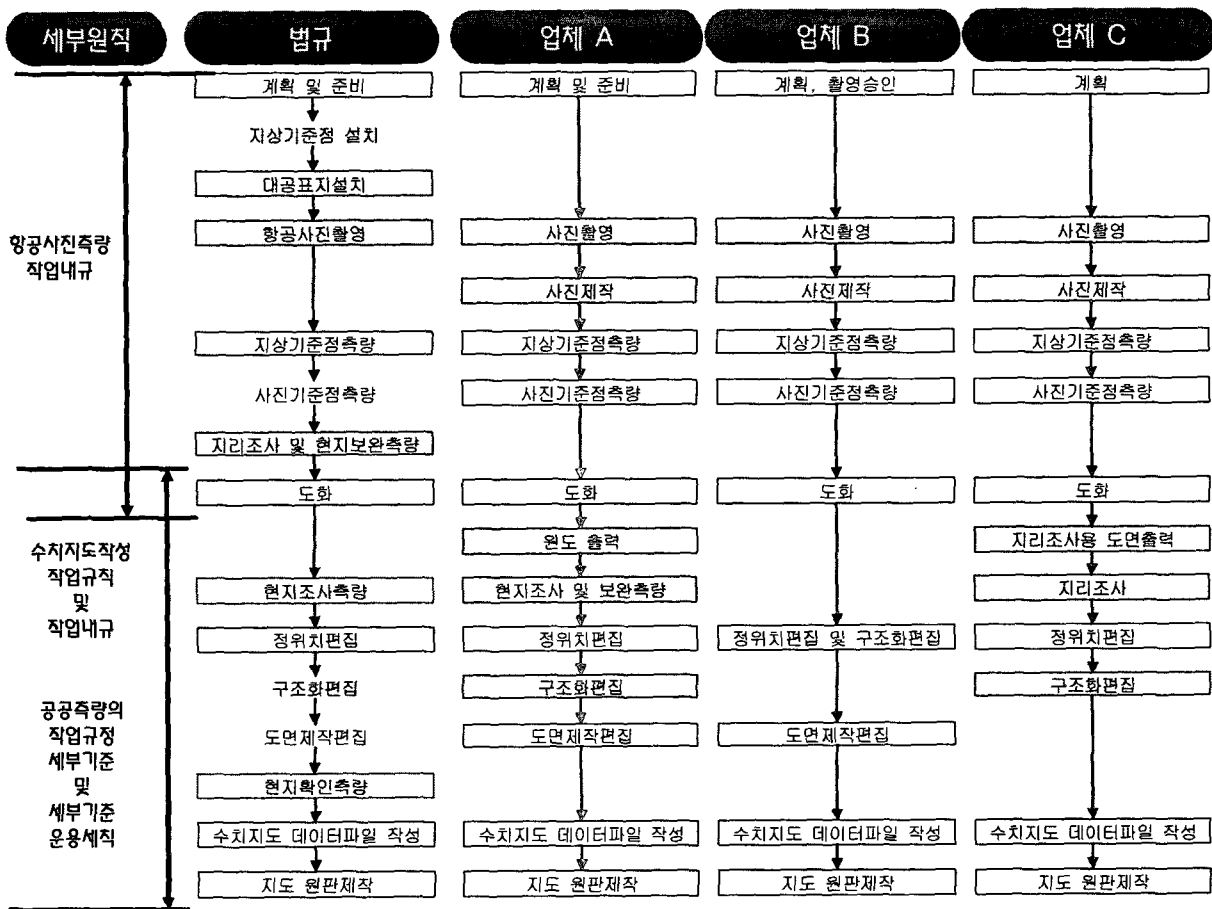 세부원칙
법규
업체 A
업체 B
업체 C
항공사진측량
작업내규
수치지도작성
작업규칙
및
작업내규
공공측량의
작업규정
세부기준
및
세부기준
운용세칙
계획 및 준비
지상기준점 설치
대공표지설치
항공사진촬영
지상기준점측량
사진기준점측량
지리조사 및 현지보완측량
도화
현지조사측량
정위치편집
구조화편집
도면제작편집
현지확인측량
수치지도 데이터파일 작성
지도 원판제작
계획 및 준비
사진촬영
사진제작
지상기준점측량
사진기준점측량
도화
원도 출력
현지조사 및 보완측량
정위치편집
구조화편집
도면제작편집
수치지도 데이터파일 작성
지도 원판제작
계획, 촬영승인
사진촬영
사진제작
지상기준점측량
사진기준점측량
도화
정위치편집 및 구조화편집
도면제작편집
수치지도 데이터파일 작성
지도 원판제작
계획
사진촬영
사진제작
지상기준점측량
사진기준점측량
도화
지리조사용 도면출력
지리조사
정위치편집
구조화편집
수치지도 데이터파일 작성
지도 원판제작